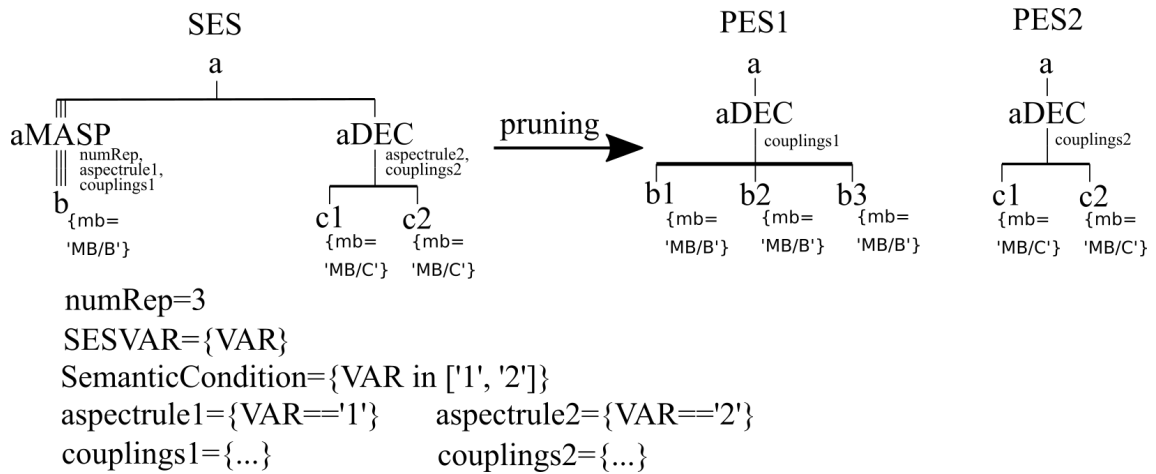 SES
a
aMASP
numRep,
aspectrule1,
couplings1
b
{mb=
'MB/B'}
aDEC
aspectrule2,
couplings2
c1
{mb=
'MB/C'}
c2
{mb=
'MB/C'}
pruning
PES1
a
aDEC
couplings1
b1
{mb=
'MB/B'}
b2
{mb=
'MB/B'}
b3
{mb=
'MB/B'}
PES2
a
aDEC
couplings2
c1
{mb=
'MB/C'}
c2
{mb=
'MB/C'}
numRep=3
SESVAR={VAR}
SemanticCondition={VAR in ['1', '2']}
aspectrule1={VAR=='1'} aspectrule2={VAR=='2'}
couplings1={...} couplings2={...}